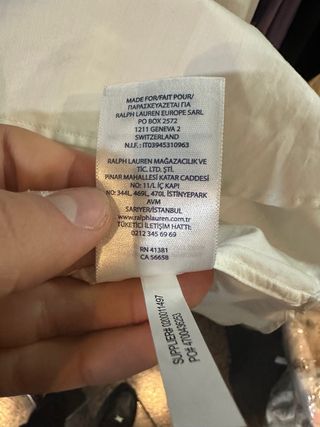 MADE FOR/FAIT POUR/
ΠΑΡΑΣΚΕΥΑΖΕΤΑΙ ΓΙΑ
RALPH LAUREN EUROPE SARL
PO BOX 2572
1211 GENEVA 2
SWITZERLAND
N.I.F.: IT03945310963
RALPH LAUREN MAĞAZACILIK VE
TİC. LTD. ŞTİ.
PINAR MAHALLESİ KATAR CADDESİ
NO: 11/I, İÇ KAPI
NO: 344L, 469L, 470L İSTİNYEPARK
AVM
SARIYER/İSTANBUL
www.ralphlauren.com.tr
TÜKETİCİ İLETİŞİM HATTI:
0212 345 69 69
RN 41381
CA 56658
SUPPLIER# 0200011497